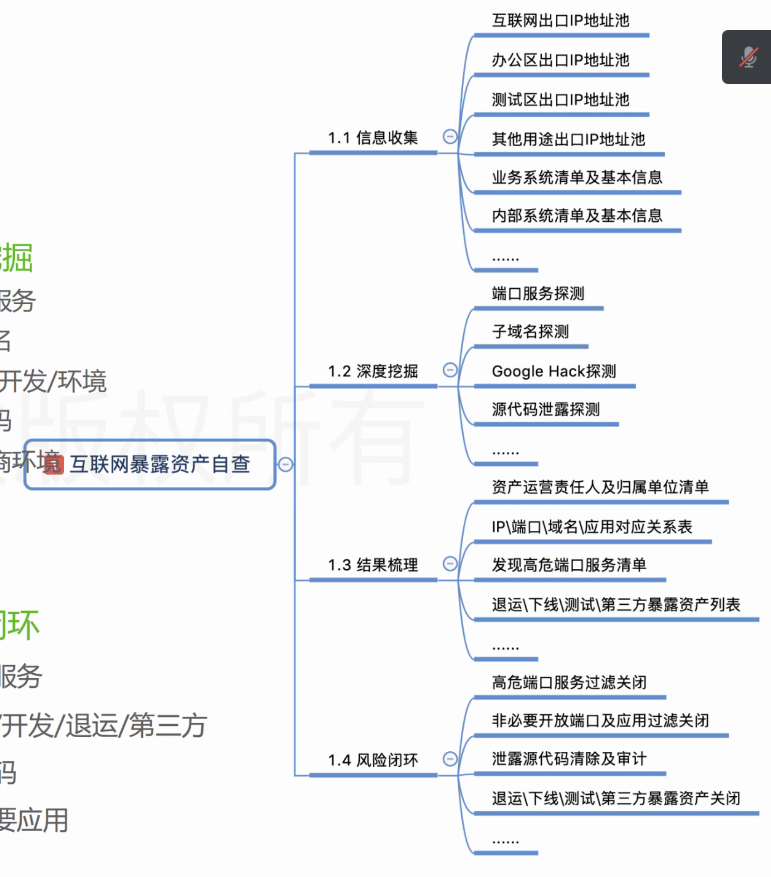 互联网出口IP地址池
办公区出口IP地址池
测试区出口IP地址池
1.1 信息收集
其他用途出口IP地址池
业务系统清单及基本信息
内部系统清单及基本信息
......
挖掘
服务
名
开发/环境
码
商环境
端口服务探测
子域名探测
1.2 深度挖掘
Google Hack探测
源代码泄露探测
......
版权所有
互联网暴露资产自查
资产运营责任人及归属单位清单
IP\端口\域名\应用对应关系表
1.3 结果梳理
发现高危端口服务清单
退运\下线\测试\第三方暴露资产列表
......
闭环
服务
/开发/退运/第三方
码
要应用
高危端口服务过滤关闭
非必要开放端口及应用过滤关闭
1.4 风险闭环
泄露源代码清除及审计
退运\下线\测试\第三方暴露资产关闭
......